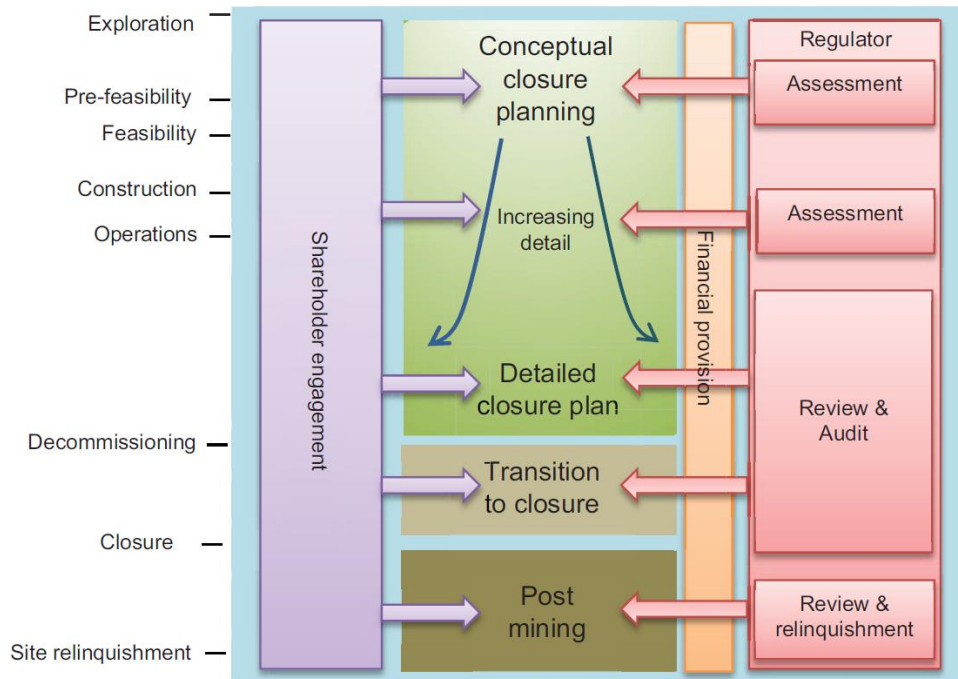 Exploration
Pre-feasibility
Feasibility
Construction
Operations
Decommissioning
Closure
Site relinquishment
Shareholder engagement
Conceptual
closure
planning
Increasing
detail
Detailed
closure plan
Transition
to closure
Post
mining
Financial provision
Regulator
Assessment
Assessment
Review &
Audit
Review &
relinquishment